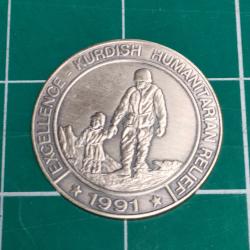 EXCELLENCE - KURDISH HUMANITARIAN RELIEF
1991